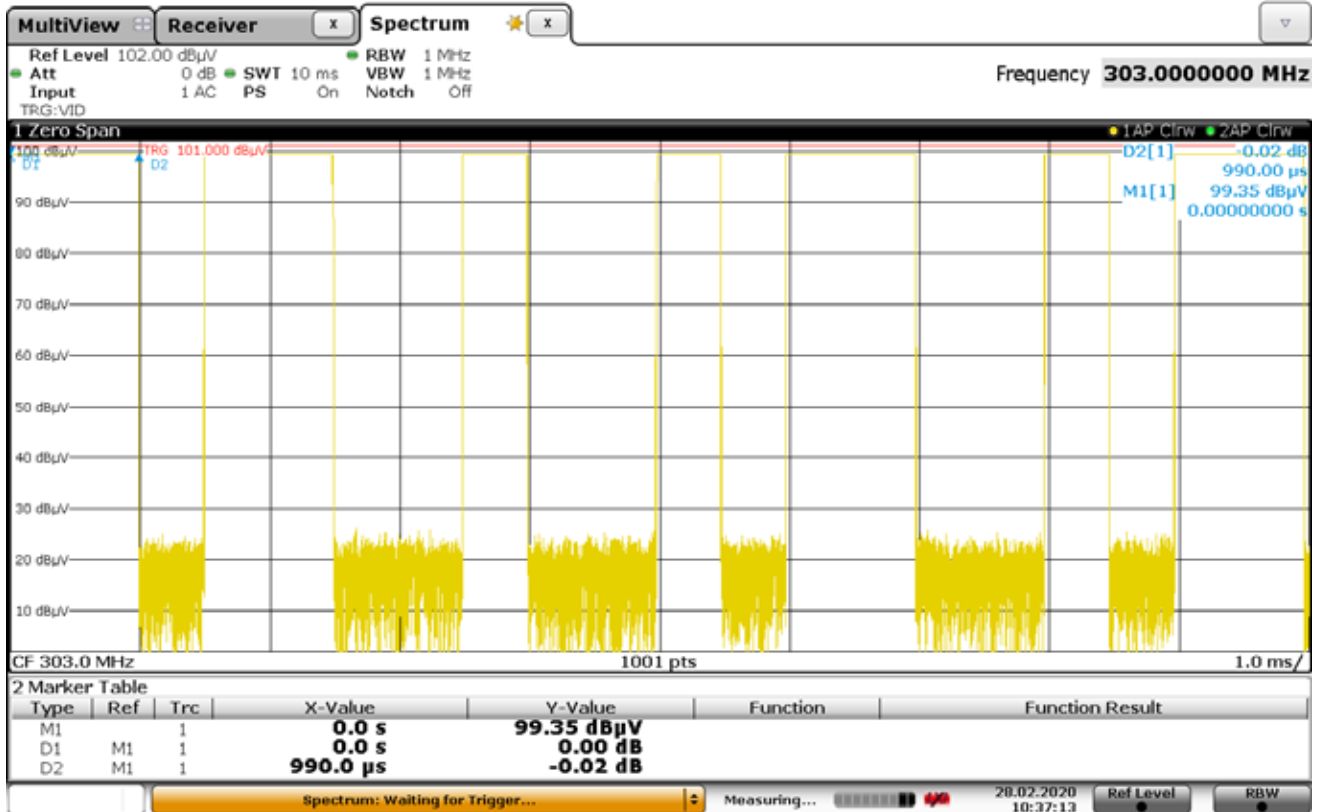 MultiView Receiver X Spectrum X
Ref Level 102.00 dBµV RBW 1 MHz
Att 0 dB SWT 10 ms VBW 1 MHz Frequency 303.0000000 MHz
Input 1 AC PS On Notch Off
TRG:VID
1 Zero Span 1AP Clrw 2AP Clrw
100 dBµV TRG 101.000 dBµV D2[1] -0.02 dB
D1 D2 990.00 µs
90 dBµV M1[1] 99.35 dBµV
0.00000000 s
80 dBµV
70 dBµV
60 dBµV
50 dBµV
40 dBµV
30 dBµV
20 dBµV
10 dBµV
CF 303.0 MHz 1001 pts 1.0 ms/
2 Marker Table
Type Ref Trc X-Value Y-Value Function Function Result
M1 1 0.0 s 99.35 dBµV
D1 M1 1 0.0 s 0.00 dB
D2 M1 1 990.0 µs -0.02 dB
Spectrum: Waiting for Trigger... Measuring... 28.02.2020 Ref Level RBW
10:37:13